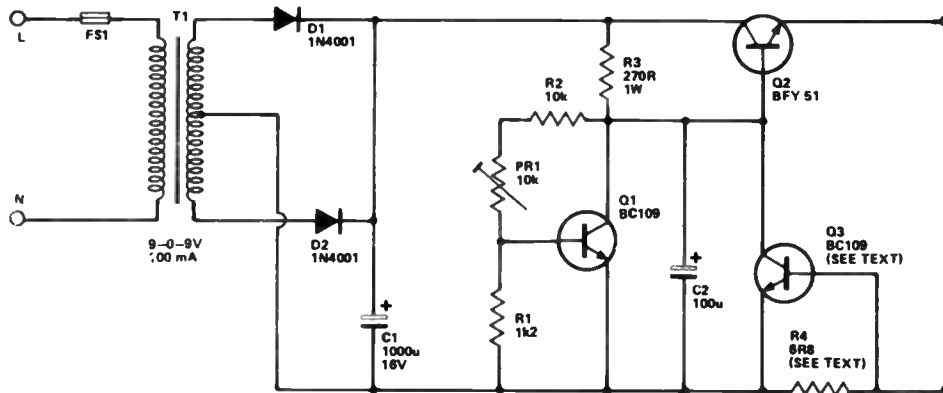 L
FS1
T1
N
9-0-9V
100 mA
D1
1N4001
D2
1N4001
+
C1
1000u
16V
R2
10k
PR1
10k
R1
1k2
R3
270R
1W
Q1
BC109
+
C2
100u
Q2
BFY 51
Q3
BC109
(SEE TEXT)
R4
6R8
(SEE TEXT)